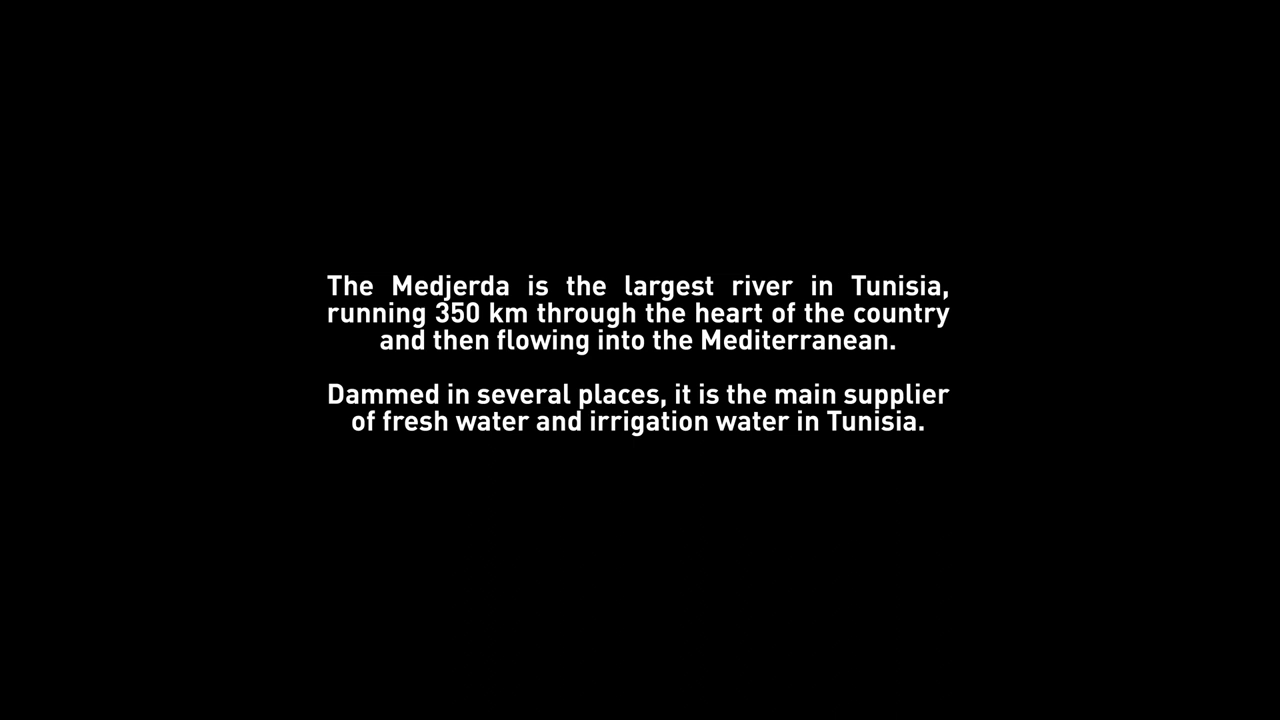 The Medjerda is the largest river in Tunisia,
running 350 km through the heart of the country
and then flowing into the Mediterranean.
Dammed in several places, it is the main supplier
of fresh water and irrigation water in Tunisia.